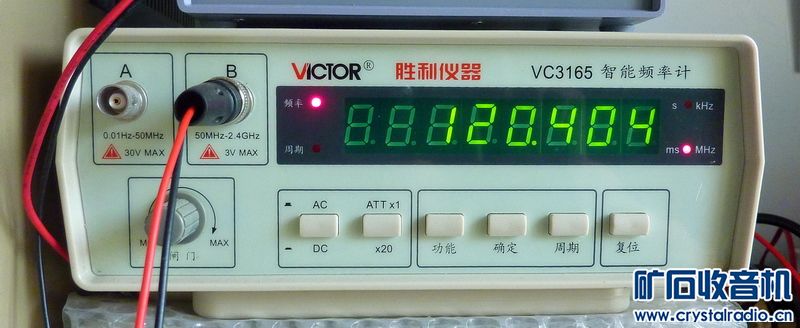 A
B
VICTOR® 胜利仪器
VC3165 智能频率计
频率
周期
120.404
s kHz
ms MHz
0.01Hz-50MHz
30V MAX
50MHz-2.4GHz
3V MAX
MAX
闸 门
AC
DC
ATT x1
x20
功能
确定
周期
复位
矿石收音机
www.crystalradio.cn